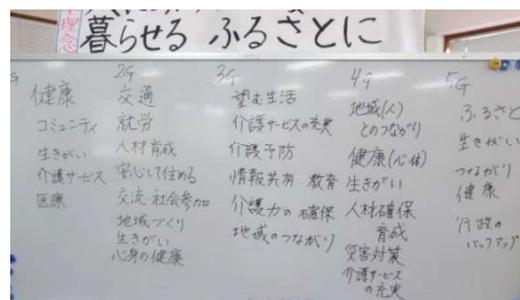 理念
暮らせる ふるさとに
健康
コミュニティ
生きがい
介護サービス
医療
2G
交通
就労
人材育成
安心して住める
交流・社会参加
地域づくり
生きがい
心身の健康
3G
望む生活
介護サービスの充実
介護予防
情報共有 教育
介護力の確保
地域のつながり
4G
地域(人)
とのつながり
健康(心体)
生きがい
人材確保
育成
災害対策
介護サービス
の充実
5G
ふるさと
生きがい
つながり
健康
行政の
バックアップ